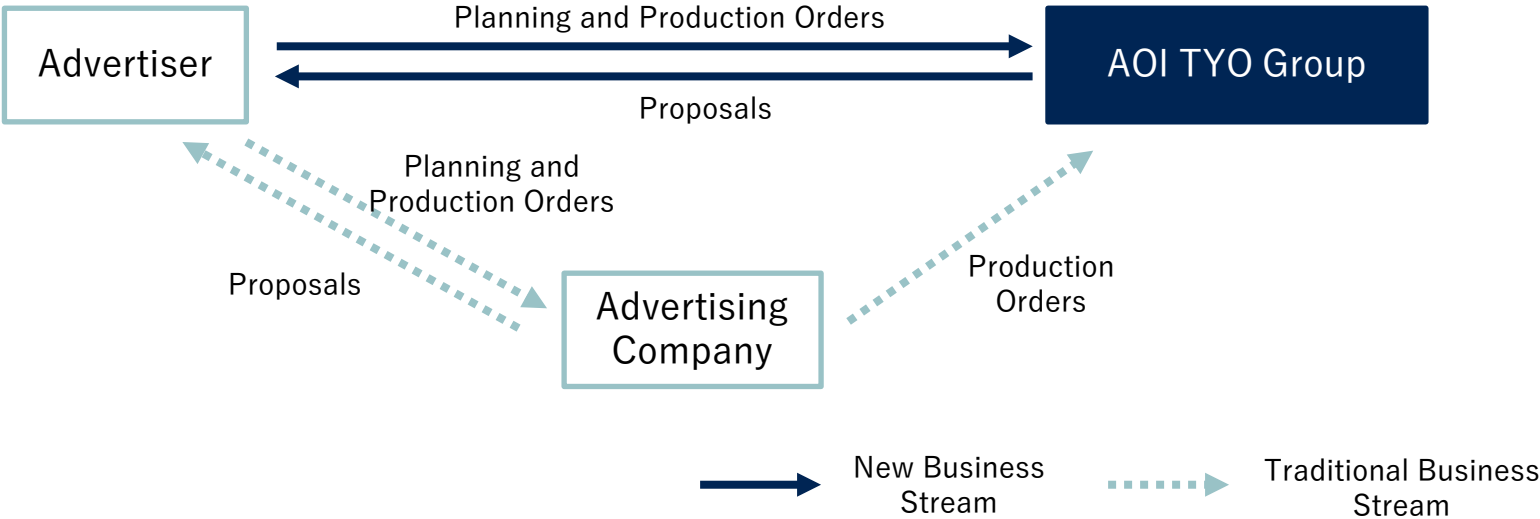 Planning and Production Orders
Advertiser
AOI TYO Group
Proposals
Planning and
Production Orders
Proposals
Production
Orders
Advertising
Company
New Business
Stream
Traditional Business
Stream